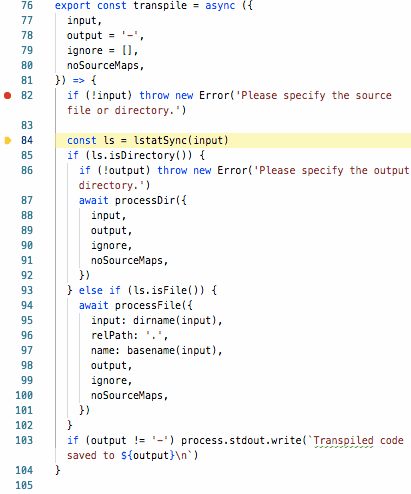 76 export const transpile = async ({
77 input,
78 output = '-',
79 ignore = [],
80 noSourceMaps,
81 }) => {
82 if (!input) throw new Error('Please specify the source
file or directory.')
83
84 const ls = lstatSync(input)
85 if (ls.isDirectory()) {
86 if (!output) throw new Error('Please specify the output
directory.')
87 await processDir({
88 input,
89 output,
90 ignore,
91 noSourceMaps,
92 })
93 } else if (ls.isFile()) {
94 await processFile({
95 input: dirname(input),
96 relPath: '.',
97 name: basename(input),
98 output,
99 ignore,
100 noSourceMaps,
101 })
102 }
103 if (output != '-') process.stdout.write(`Transpiled code
saved to ${output}\n`)
104 }
105